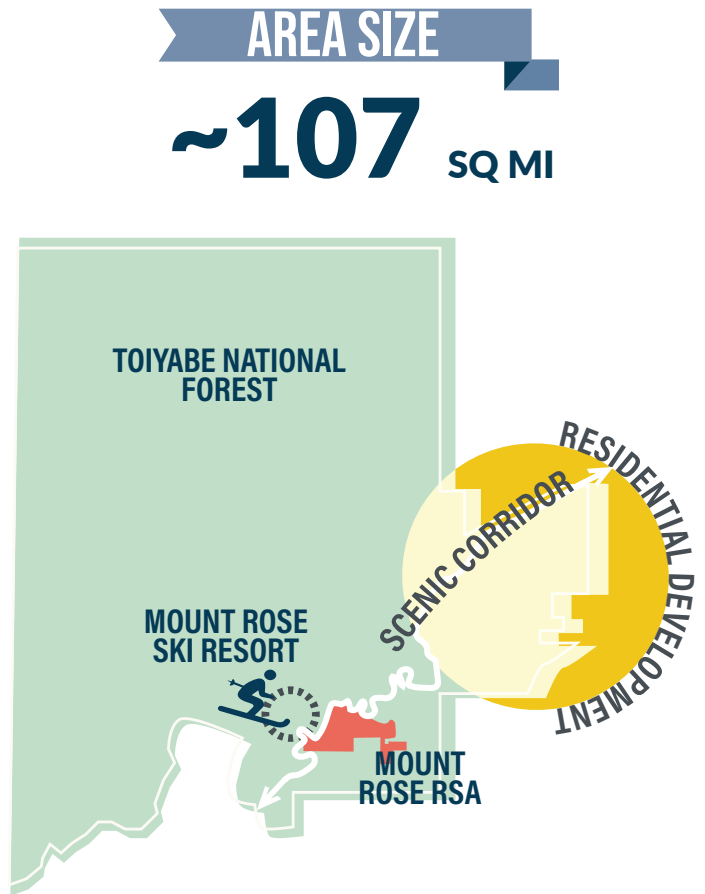 AREA SIZE
~107 SQ MI
TOIYABE NATIONAL
FOREST
RESIDENTIAL DEVELOPMENT
SCENIC CORRIDOR
MOUNT ROSE
SKI RESORT
MOUNT
ROSE RSA